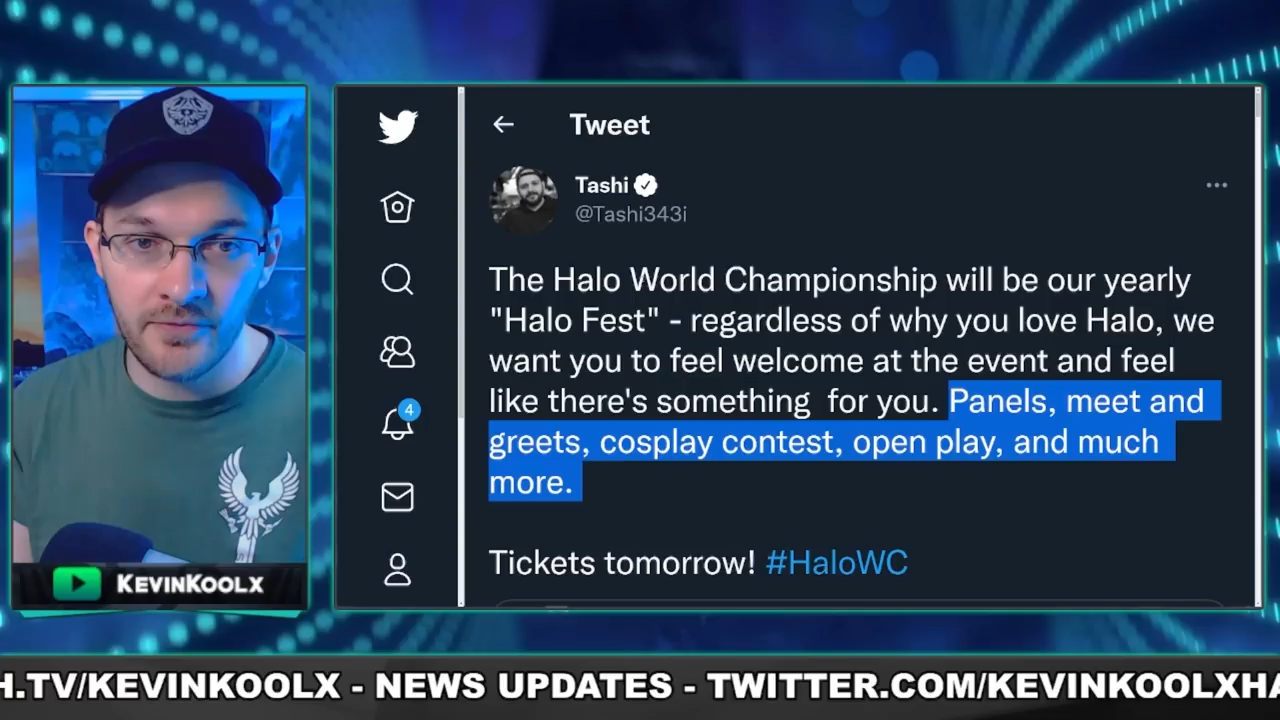 Tweet
Tashi
@Tashi343i
The Halo World Championship will be our yearly
"Halo Fest" - regardless of why you love Halo, we
want you to feel welcome at the event and feel
like there's something for you. Panels, meet and
greets, cosplay contest, open play, and much
more.
Tickets tomorrow! #HaloWC
4
KEVINKOOLX
H.TV/KEVINKOOLX - NEWS UPDATES - TWITTER.COM/KEVINKOOLXHA